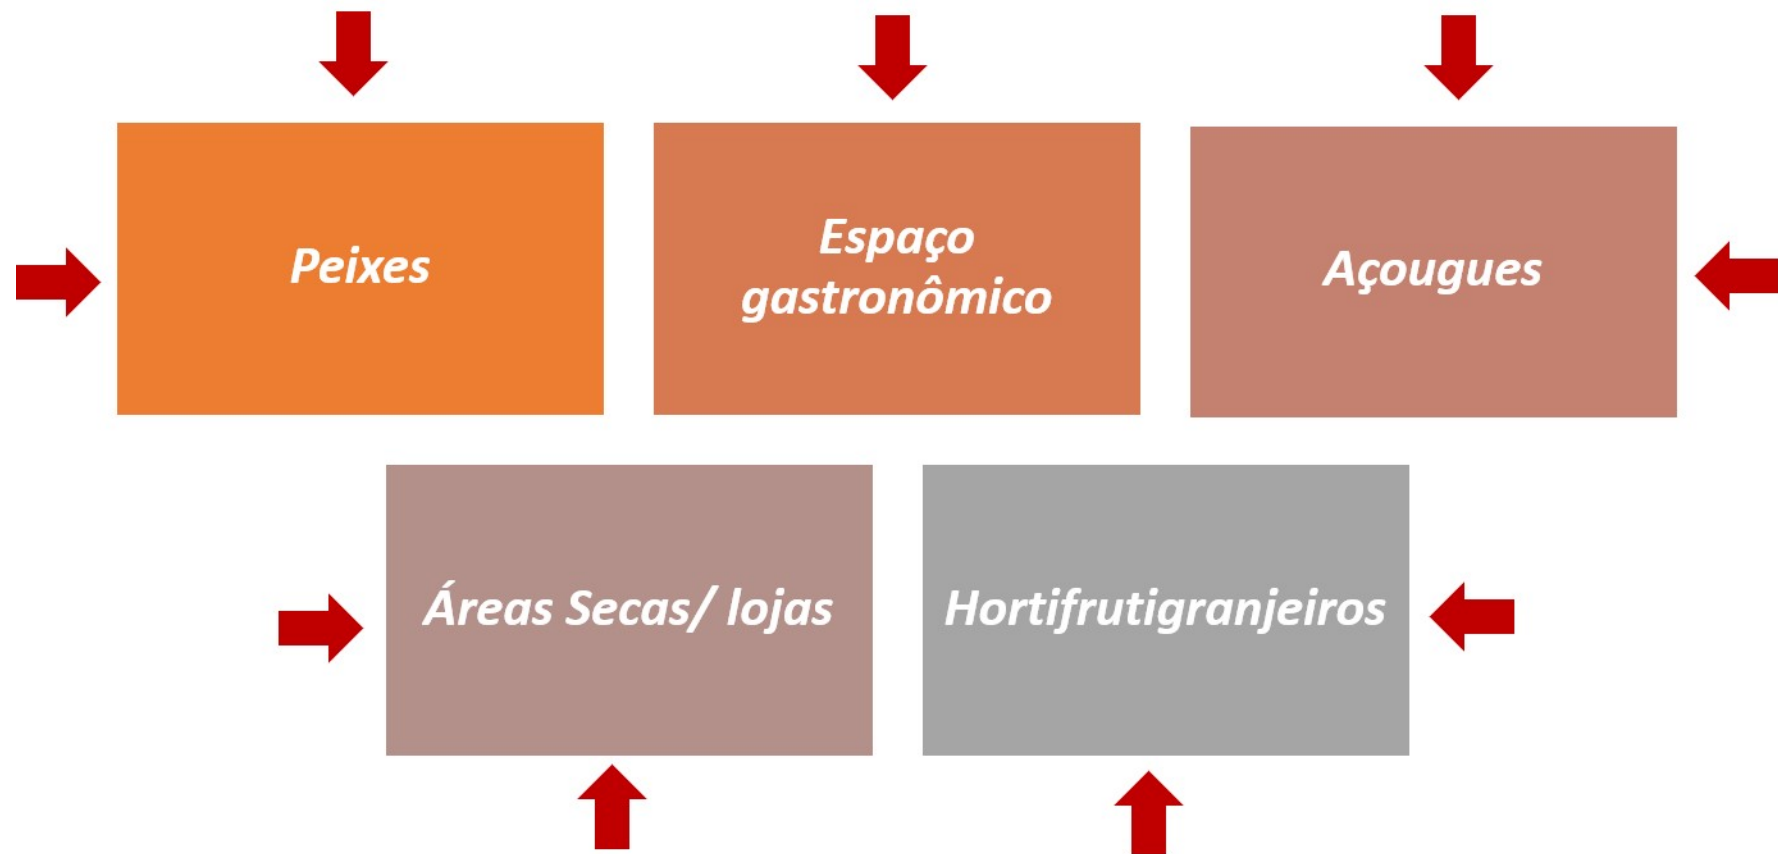 Peixes
Espaço
gastronômico
Açougues
Áreas Secas/ lojas
Hortifrutigranjeiros